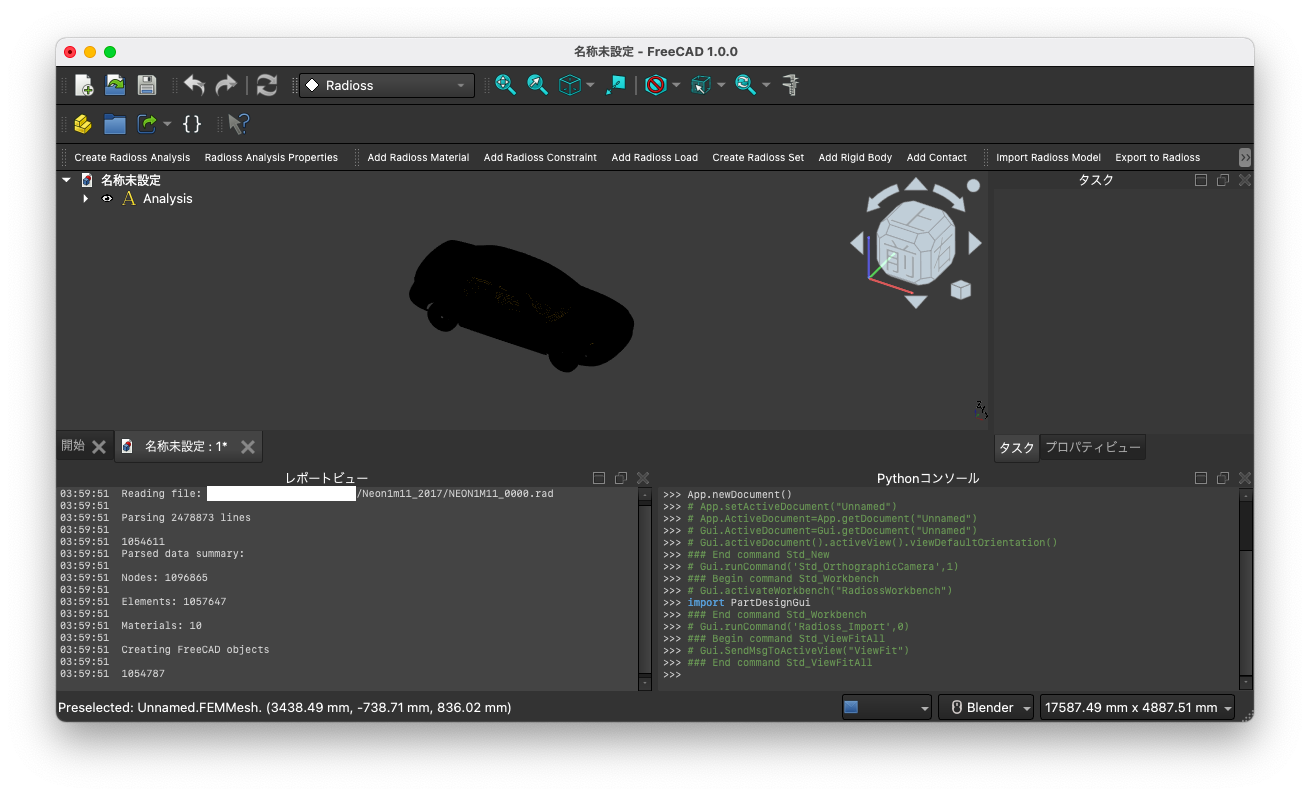 名称未設定 - FreeCAD 1.0.0
Radioss
{}
Create Radioss Analysis Radioss Analysis Properties Add Radioss Material Add Radioss Constraint Add Radioss Load Create Radioss Set Add Rigid Body Add Contact Import Radioss Model Export to Radioss
名称未設定
Analysis
上
前
タスク
開始
名称未設定 : 1*
タスク プロパティビュー
レポートビュー
03:59:51 Reading file: /Neon1m11_2017/NEON1M11_0000.rad
03:59:51
03:59:51 Parsing 2478873 lines
03:59:51
03:59:51 1054611
03:59:51 Parsed data summary:
03:59:51
03:59:51 Nodes: 1096865
03:59:51
03:59:51 Elements: 1057647
03:59:51
03:59:51 Materials: 10
03:59:51
03:59:51 Creating FreeCAD objects
03:59:51
03:59:51 1054787
Pythonコンソール
>>> App.newDocument()
>>> # App.setActiveDocument("Unnamed")
>>> # App.ActiveDocument=App.getDocument("Unnamed")
>>> # Gui.ActiveDocument=Gui.getDocument("Unnamed")
>>> # Gui.activeDocument().activeView().viewDefaultOrientation()
>>> ### End command Std_New
>>> # Gui.runCommand('Std_OrthographicCamera',1)
>>> ### Begin command Std_Workbench
>>> # Gui.activateWorkbench("RadiossWorkbench")
>>> import PartDesignGui
>>> ### End command Std_Workbench
>>> # Gui.runCommand('Radioss_Import',0)
>>> ### Begin command Std_ViewFitAll
>>> # Gui.SendMsgToActiveView("ViewFit")
>>> ### End command Std_ViewFitAll
>>>
Preselected: Unnamed.FEMMesh. (3438.49 mm, -738.71 mm, 836.02 mm)
Blender
17587.49 mm x 4887.51 mm